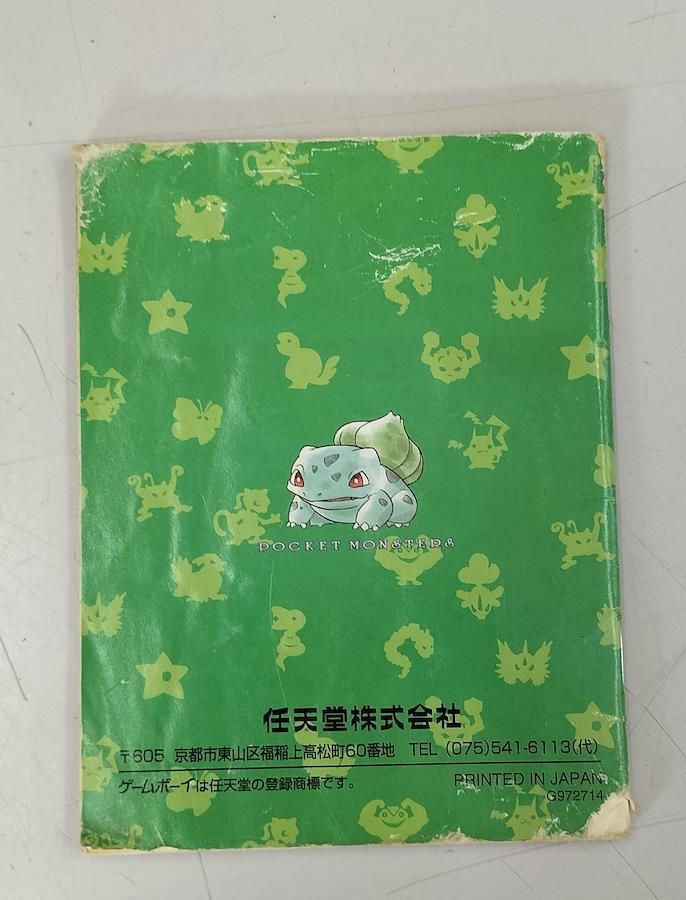 POCKET MONSTERS
任天堂株式会社
〒605 京都市東山区福稲上高松町60番地 TEL (075)541-6113(代)
ゲームボーイは任天堂の登録商標です。
PRINTED IN JAPAN
G972714